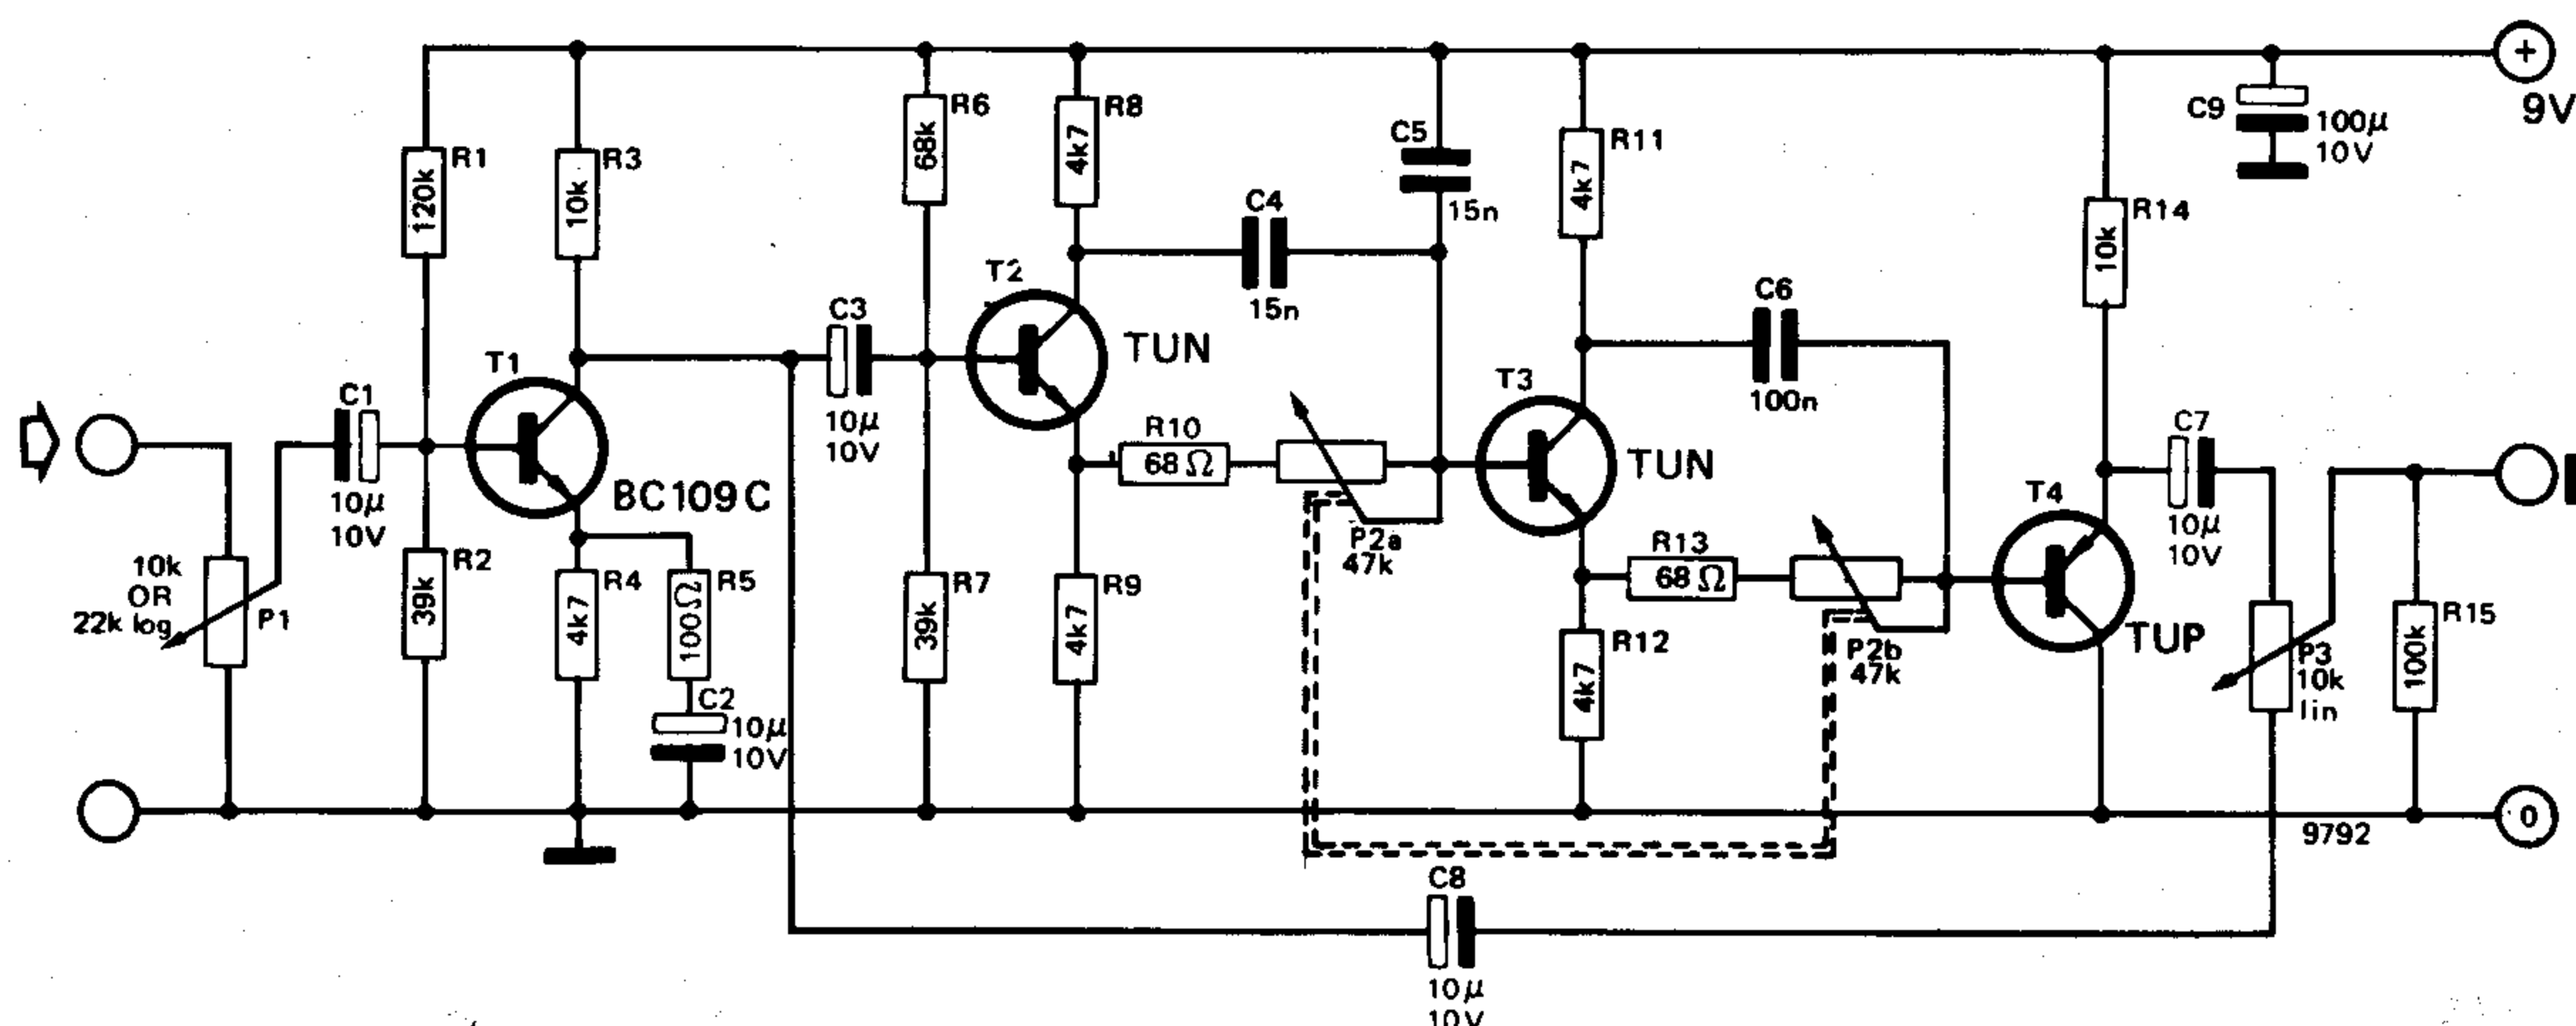 +
9V
C9
100μ
10V
R1
120k
R3
10k
R6
68k
R8
4k7
C5
15n
R11
4k7
R14
10k
C4
15n
T2
TUN
C3
10μ
10V
C6
100n
T1
BC109C
C1
10μ
10V
T3
TUN
R10
68Ω
P2a
47k
C7
10μ
10V
T4
TUP
R13
68Ω
P2b
47k
10k
OR
22k log
P1
R2
39k
R4
4k7
R5
100Ω
C2
10μ
10V
R7
39k
R9
4k7
R12
4k7
P3
10k
lin
R15
100k
0
9792
C8
10μ
10V